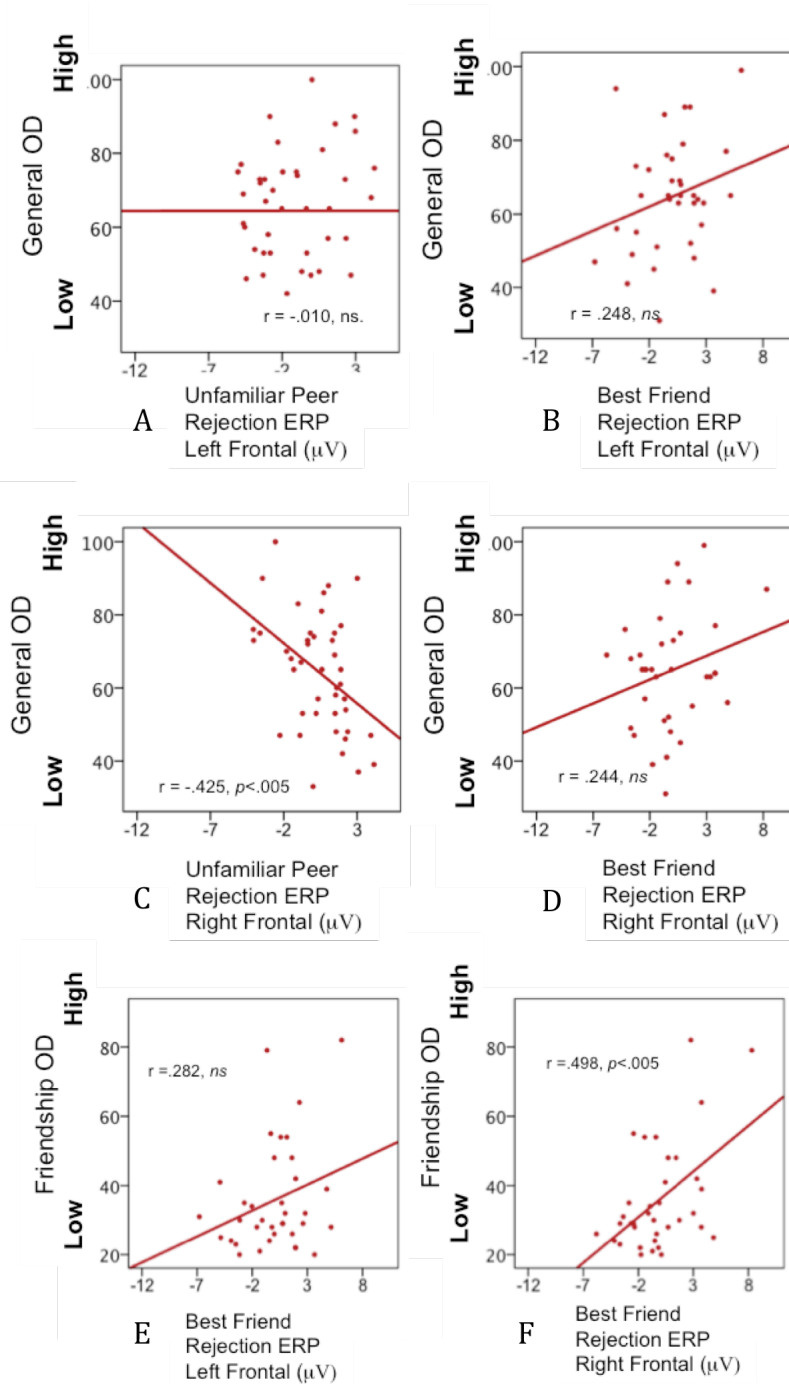 High
.00
General OD
80
60
Low
40
r = -.010, ns.
-12
-7
-2
3
A
Unfamiliar Peer
Rejection ERP
Left Frontal (μV)
High
.00
General OD
80
60
Low
40
r = .248, ns
-12
-7
-2
3
8
B
Best Friend
Rejection ERP
Left Frontal (μV)
High
100
General OD
80
60
Low
40
r = -.425, p<.005
-12
-7
-2
3
C
Unfamiliar Peer
Rejection ERP
Right Frontal (μV)
High
.00
General OD
80
60
Low
40
r = .244, ns
-12
-7
-2
3
8
D
Best Friend
Rejection ERP
Right Frontal (μV)
High
80
r =.282, ns
Friendship OD
60
40
Low
20
-12
-7
-2
3
8
E
Best Friend
Rejection ERP
Left Frontal (μV)
High
80
r =.498, p<.005
Friendship OD
60
40
Low
20
-12
-7
-2
3
8
F
Best Friend
Rejection ERP
Right Frontal (μV)